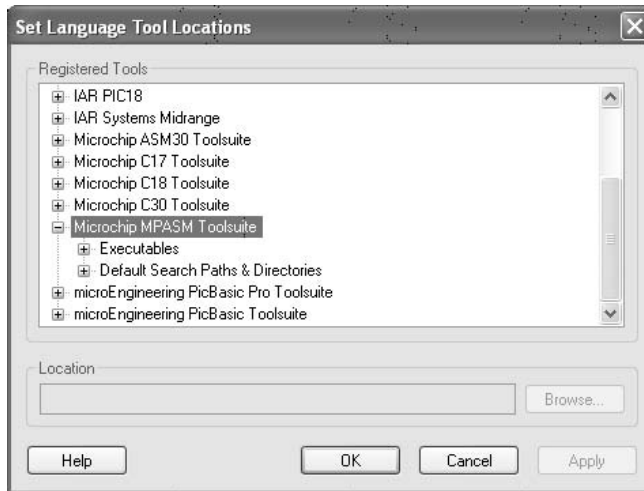 Set Language Tool Locations
Registered Tools
IAR PIC18
IAR Systems Midrange
Microchip ASM30 Toolsuite
Microchip C17 Toolsuite
Microchip C18 Toolsuite
Microchip C30 Toolsuite
Microchip MPASM Toolsuite
Executables
Default Search Paths & Directories
microEngineering PicBasic Pro Toolsuite
microEngineering PicBasic Toolsuite
Location
Browse...
Help OK Cancel Apply